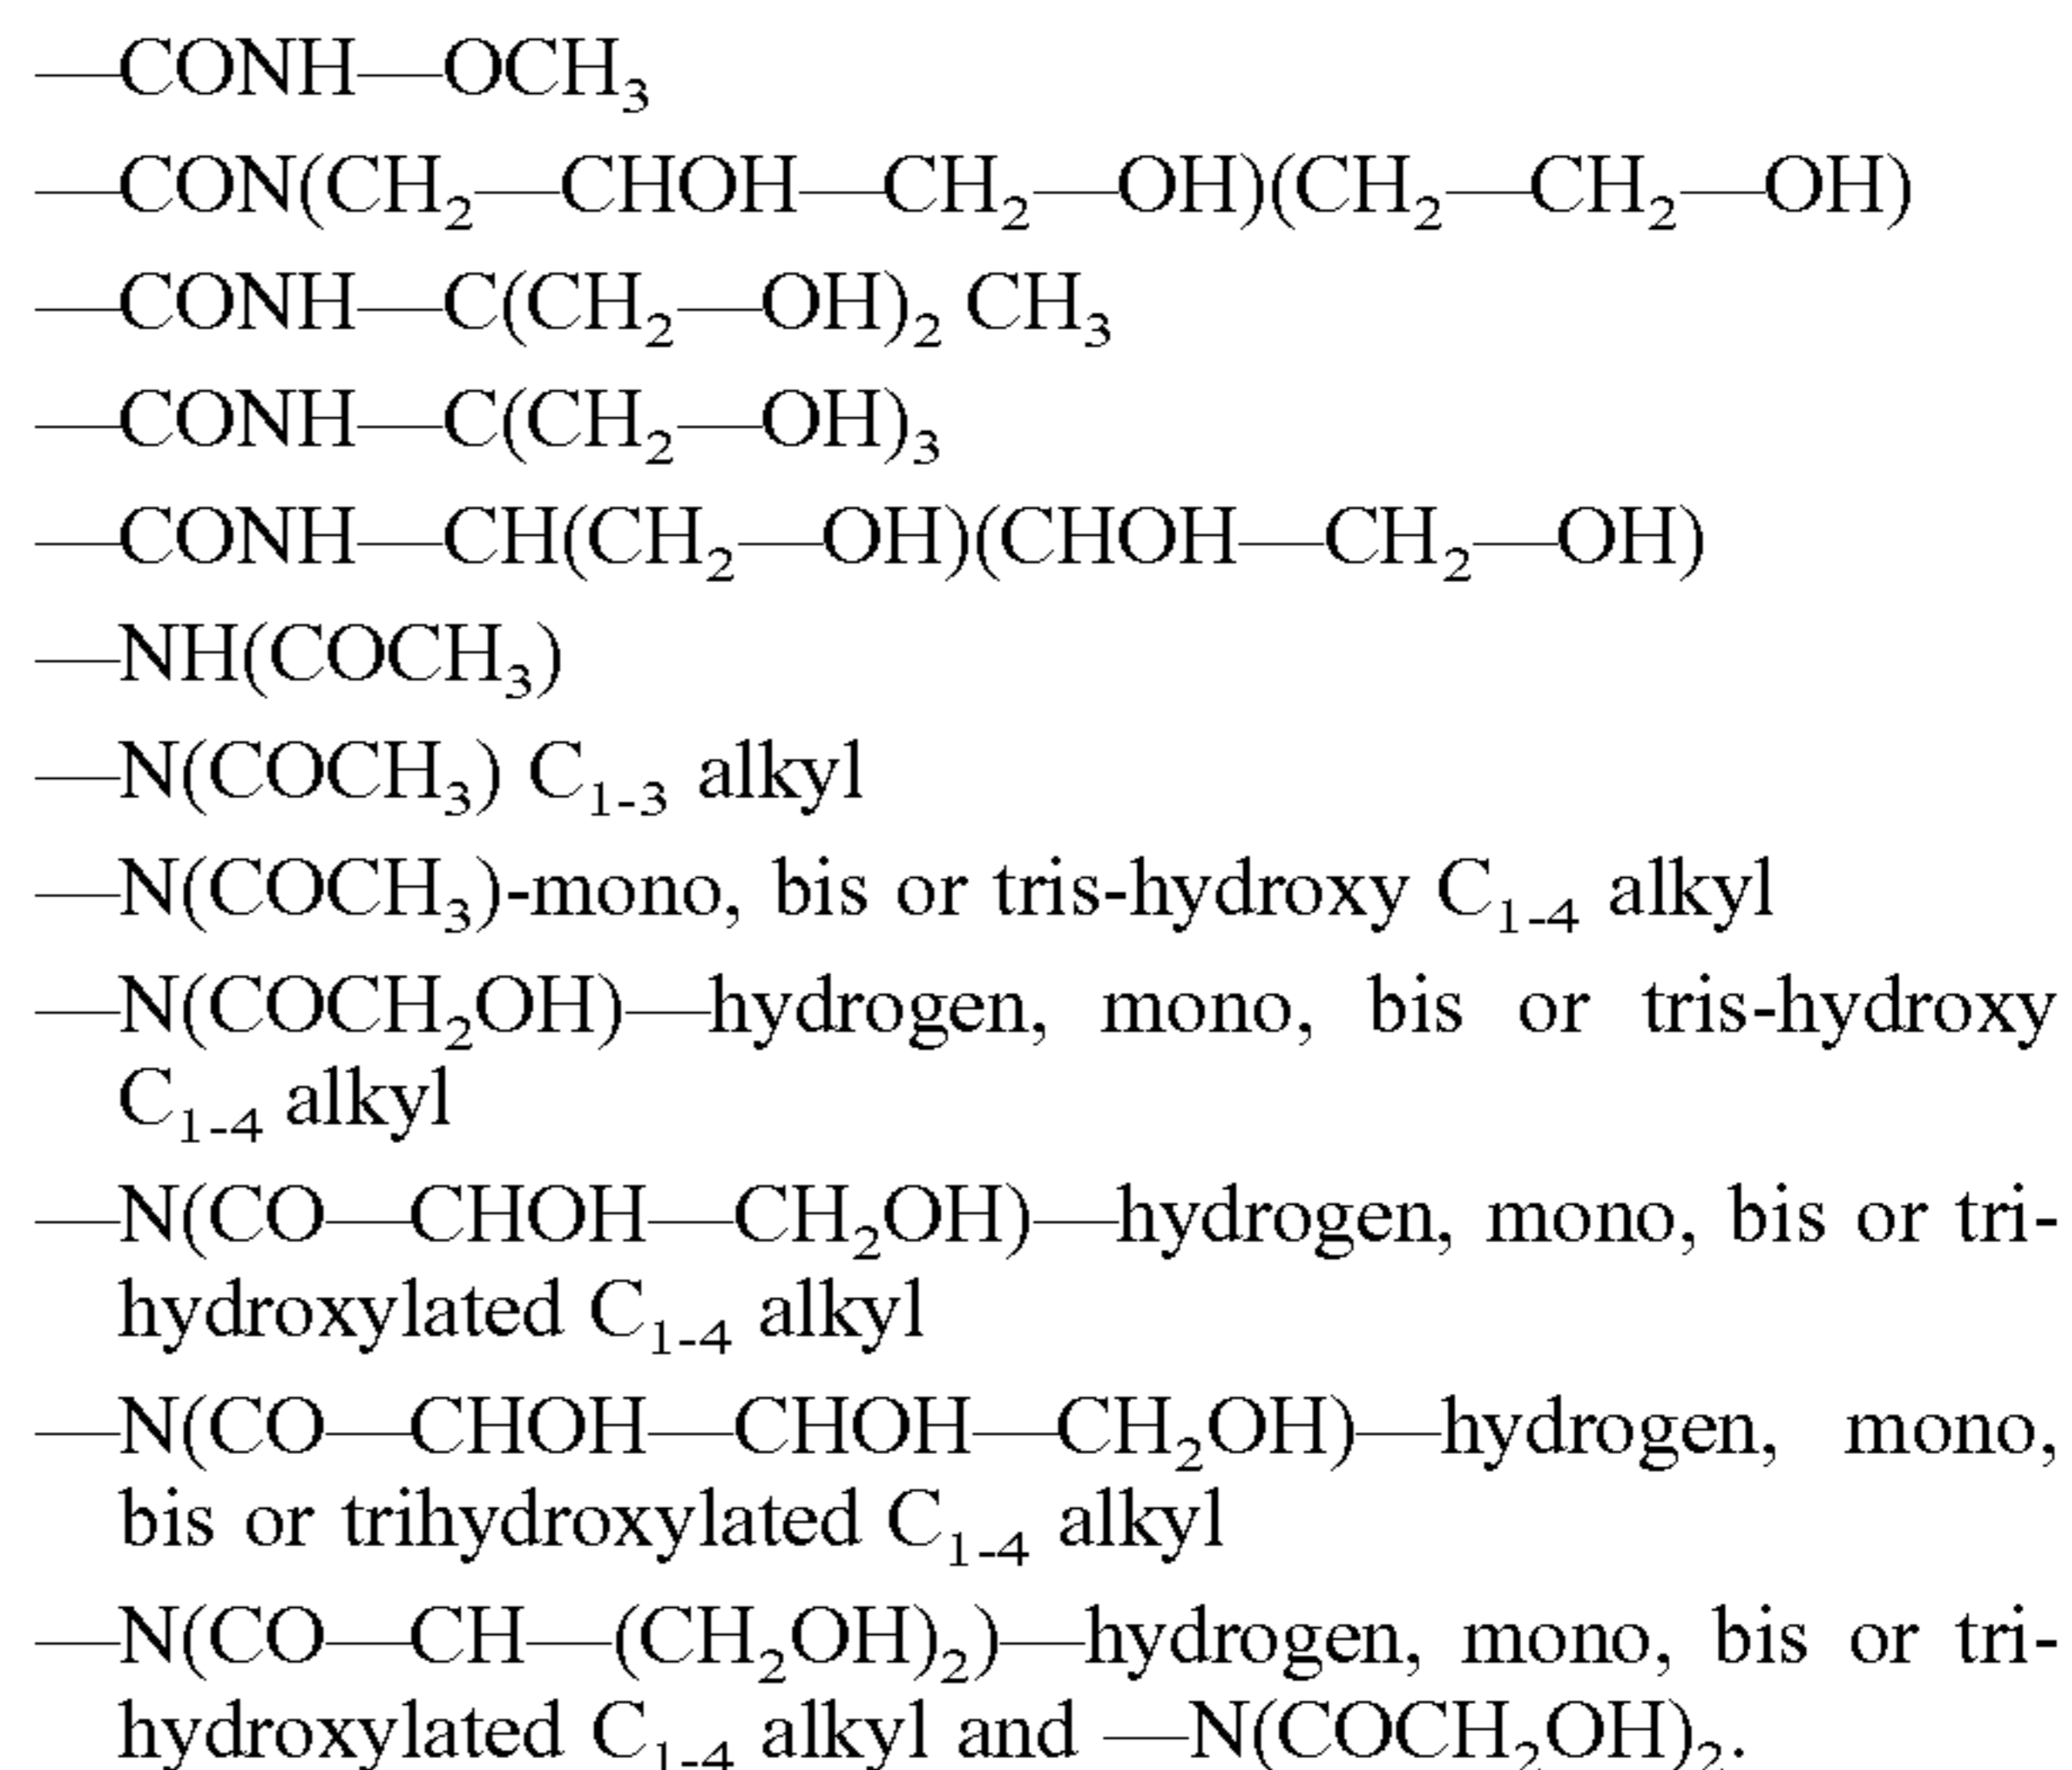 —CONH—OCH₃
—CON(CH₂—CHOH—CH₂—OH)(CH₂—CH₂—OH)
—CONH—C(CH₂—OH)₂ CH₃
—CONH—C(CH₂—OH)₃
—CONH—CH(CH₂—OH)(CHOH—CH₂—OH)
—NH(COCH₃)
—N(COCH₃) C₁₋₃ alkyl
—N(COCH₃)-mono, bis or tris-hydroxy C₁₋₄ alkyl
—N(COCH₂OH)—hydrogen, mono, bis or tris-hydroxy
C₁₋₄ alkyl
—N(CO—CHOH—CH₂OH)—hydrogen, mono, bis or tri-
hydroxylated C₁₋₄ alkyl
—N(CO—CHOH—CHOH—CH₂OH)—hydrogen, mono,
bis or trihydroxylated C₁₋₄ alkyl
—N(CO—CH—(CH₂OH)₂)—hydrogen, mono, bis or tri-
hydroxylated C₁₋₄ alkyl and —N(COCH₂OH)₂.